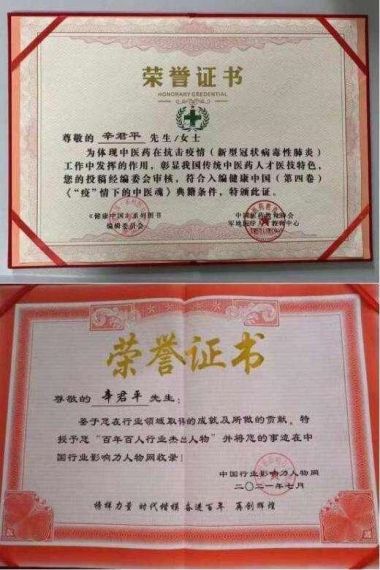 荣誉证书
HONORARY CREDENTIAL
尊敬的 辛君平 先生/女士
为体现中医药在抗击疫情（新型冠状病毒性肺炎）
工作中发挥的作用，彰显我国传统中医药人才医技特色，
您的投稿经编委会审核，符合入编健康中国（第四卷）
《“疫”情下的中医魂》典籍条件，特颁此证。
编辑委员会
荣誉证书
尊敬的 辛君平 先生：
鉴于您在行业领域取得的成就及所做的贡献，特
授予您“百年百人行业杰出人物”并将您的事迹在中
国行业影响力人物网收录！
中国行业影响力人物网
二〇二一年七月
榜样力量 时代楷模 奋进百年 再创辉煌